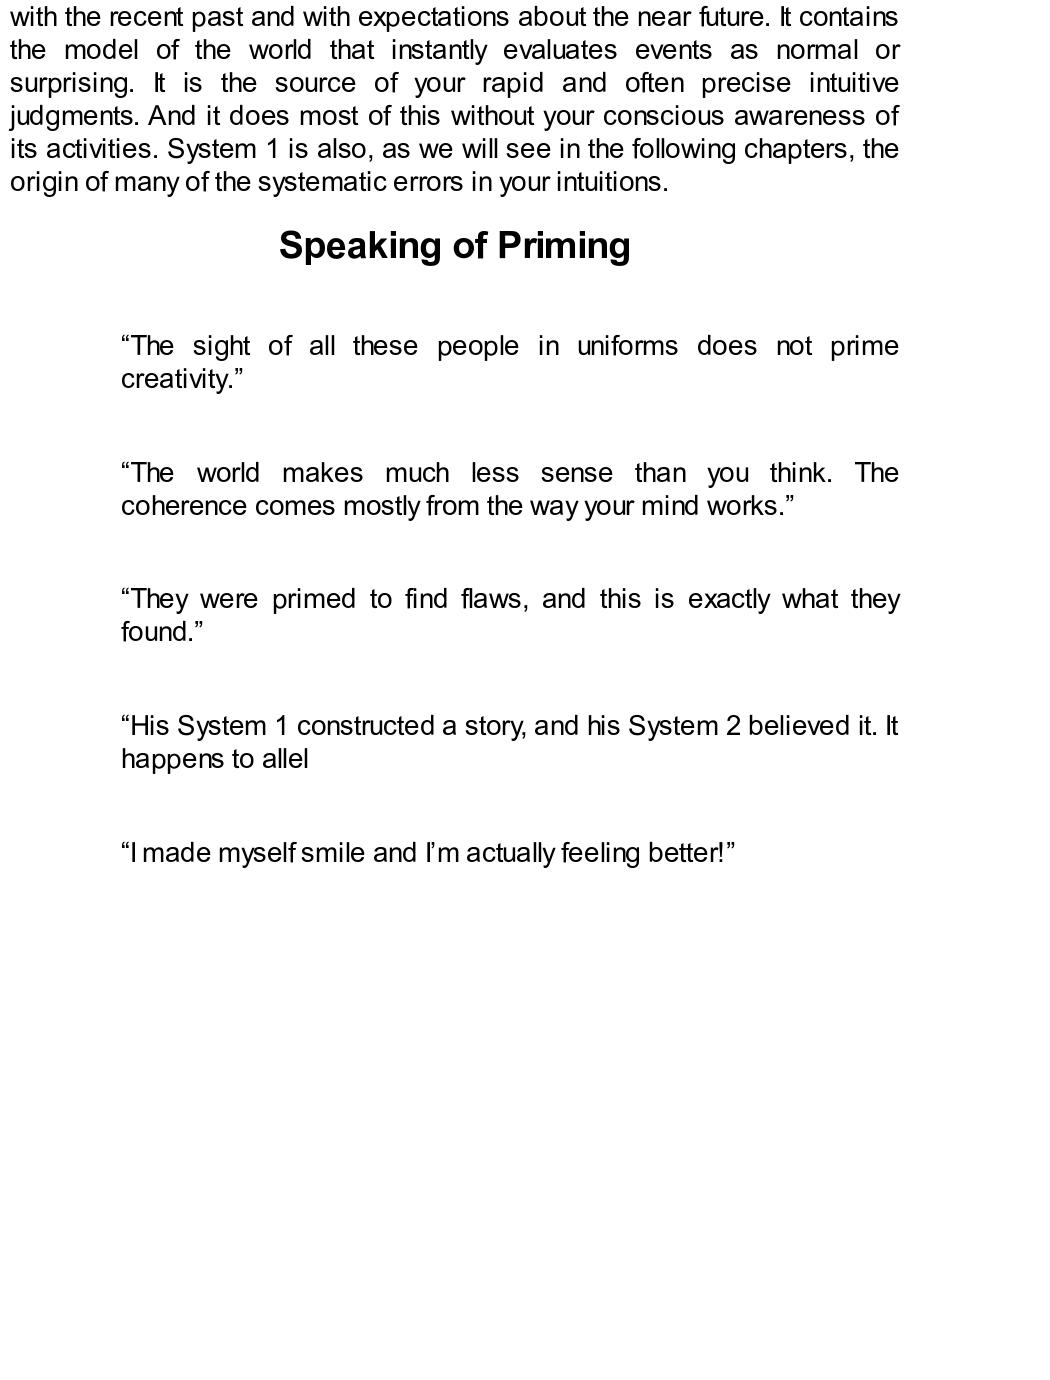 with the recent past and with expectations about the near future. It contains
the model of the world that instantly evaluates events as normal or
surprising. It is the source of your rapid and often precise intuitive
judgments. And it does most of this without your conscious awareness of
its activities. System 1 is also, as we will see in the following chapters, the
origin of many of the systematic errors in your intuitions.
Speaking of Priming
“The sight of all these people in uniforms does not prime
creativity.”
“The world makes much less sense than you think. The
coherence comes mostly from the way your mind works.”
“They were primed to find flaws, and this is exactly what they
found.”
“His System 1 constructed a story, and his System 2 believed it. It
happens to allel
“I made myself smile and I’m actually feeling better!”